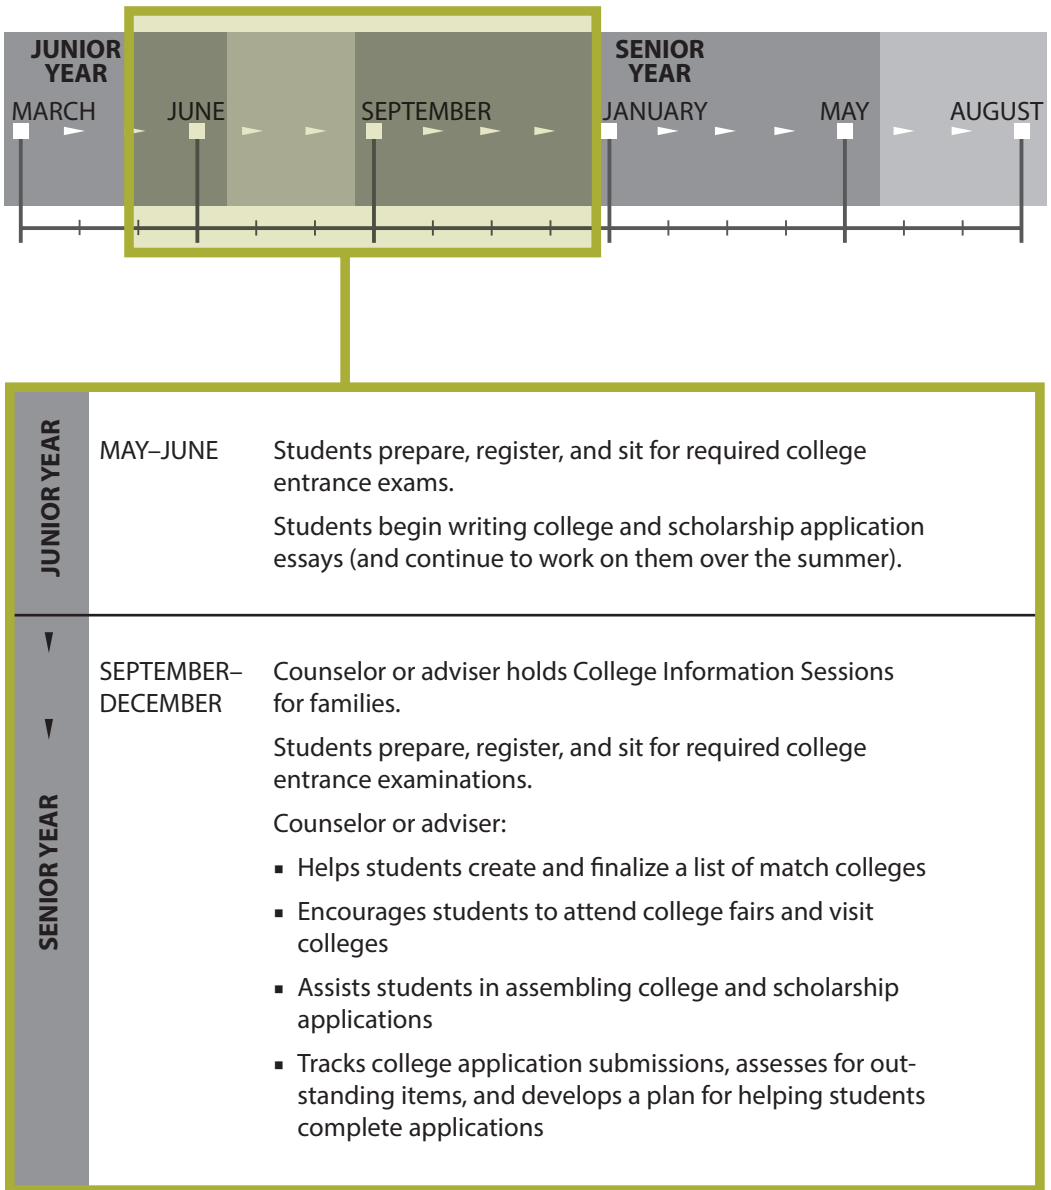 JUNIOR
YEAR
SENIOR
YEAR
MARCH
JUNE
SEPTEMBER
JANUARY
MAY
AUGUST
JUNIOR YEAR
MAY–JUNE
Students prepare, register, and sit for required college
entrance exams.
Students begin writing college and scholarship application
essays (and continue to work on them over the summer).
SENIOR YEAR
SEPTEMBER–
DECEMBER
Counselor or adviser holds College Information Sessions
for families.
Students prepare, register, and sit for required college
entrance examinations.
Counselor or adviser:
▪ Helps students create and finalize a list of match colleges
▪ Encourages students to attend college fairs and visit
colleges
▪ Assists students in assembling college and scholarship
applications
▪ Tracks college application submissions, assesses for out-
standing items, and develops a plan for helping students
complete applications